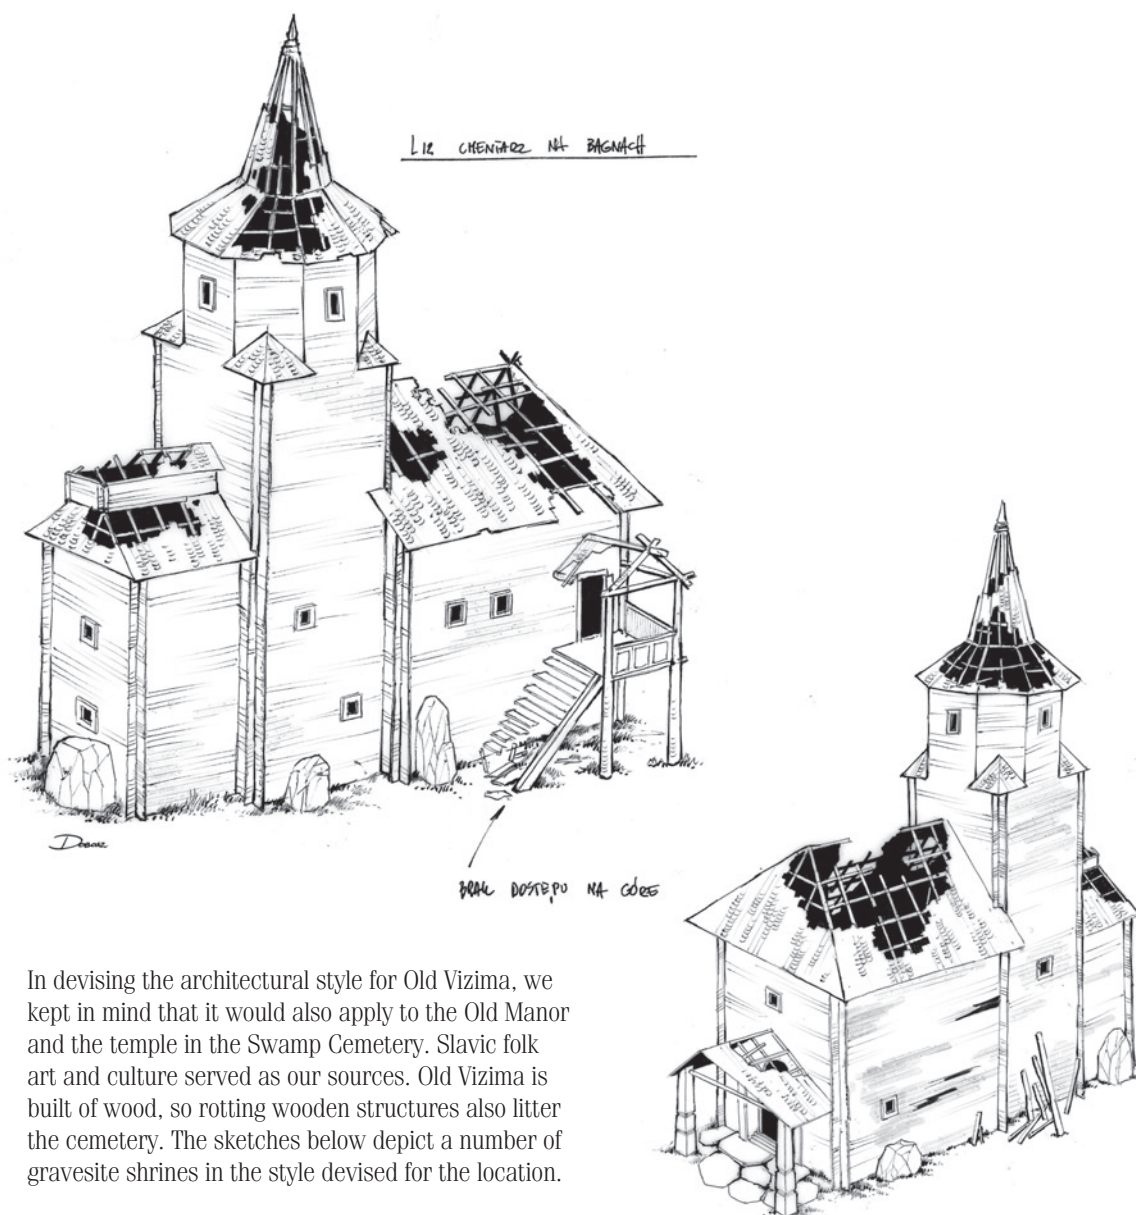 L12 CMENTARZ NA BAGNACH
DOBORZ
BRAK DOSTĘPU NA GÓRE
In devising the architectural style for Old Vizima, we
kept in mind that it would also apply to the Old Manor
and the temple in the Swamp Cemetery. Slavic folk
art and culture served as our sources. Old Vizima is
built of wood, so rotting wooden structures also litter
the cemetery. The sketches below depict a number of
gravesite shrines in the style devised for the location.